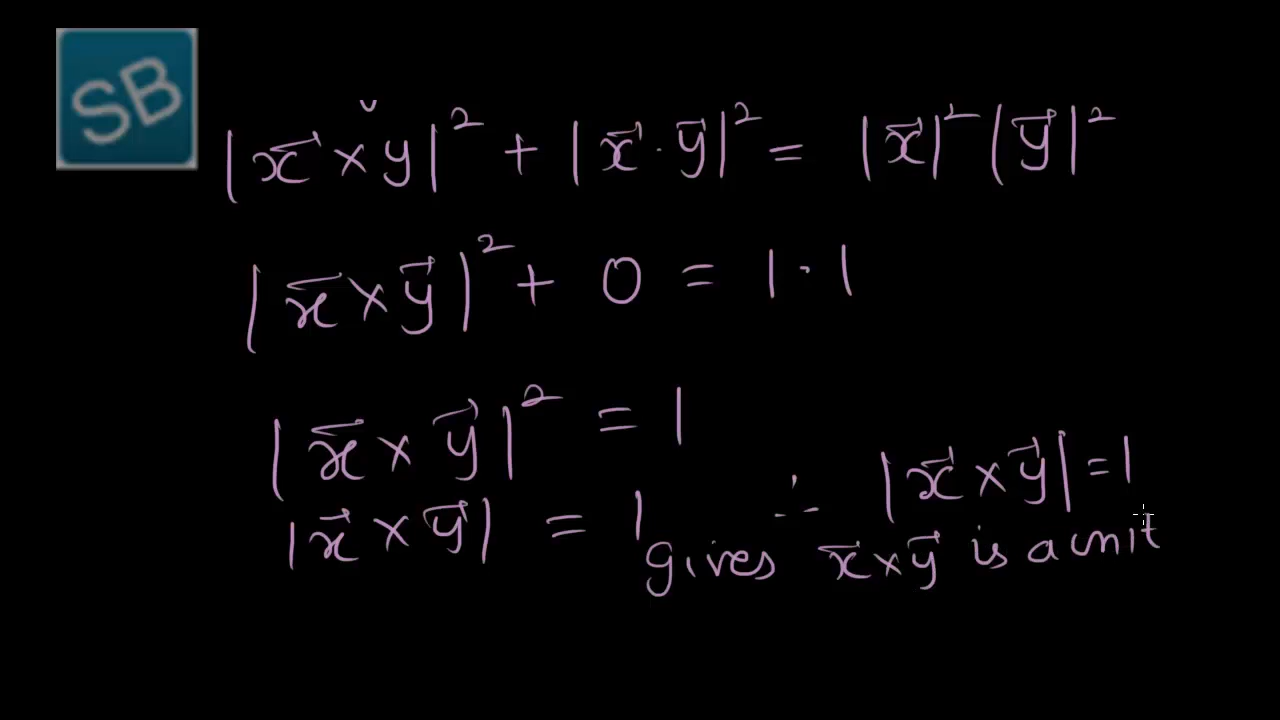 SB
|x⃗ × y|² + |x⃗ · y⃗|² = |x⃗|² |y⃗|²
|x⃗ × y⃗|² + 0 = 1 · 1
|x⃗ × y⃗|² = 1
∴ |x⃗ × y⃗| = 1
|x⃗ × y⃗| = 1
gives x⃗ × y⃗ is a unit